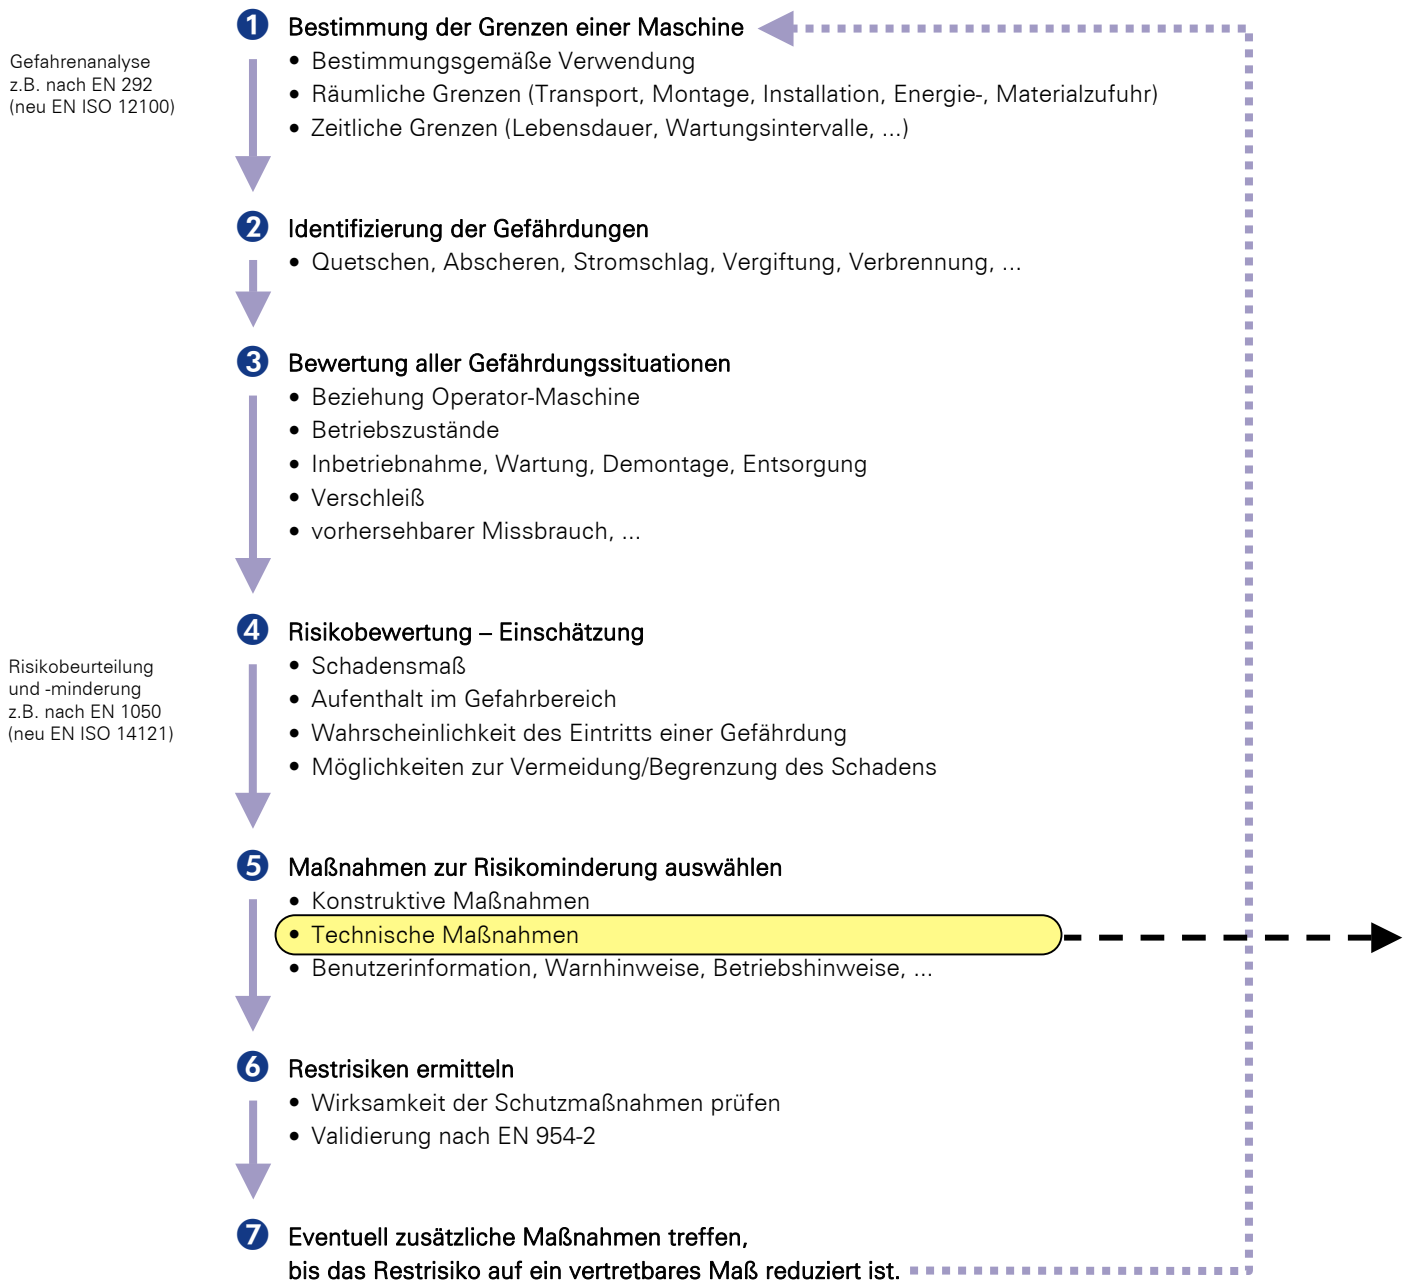 1 Bestimmung der Grenzen einer Maschine
Gefahrenanalyse
z.B. nach EN 292
(neu EN ISO 12100)
• Bestimmungsgemäße Verwendung
• Räumliche Grenzen (Transport, Montage, Installation, Energie-, Materialzufuhr)
• Zeitliche Grenzen (Lebensdauer, Wartungsintervalle, ...)
2 Identifizierung der Gefährdungen
• Quetschen, Abscheren, Stromschlag, Vergiftung, Verbrennung, ...
3 Bewertung aller Gefährdungssituationen
• Beziehung Operator-Maschine
• Betriebszustände
• Inbetriebnahme, Wartung, Demontage, Entsorgung
• Verschleiß
• vorhersehbarer Missbrauch, ...
4 Risikobewertung – Einschätzung
Risikobeurteilung
und -minderung
z.B. nach EN 1050
(neu EN ISO 14121)
• Schadensmaß
• Aufenthalt im Gefahrbereich
• Wahrscheinlichkeit des Eintritts einer Gefährdung
• Möglichkeiten zur Vermeidung/Begrenzung des Schadens
5 Maßnahmen zur Risikominderung auswählen
• Konstruktive Maßnahmen
• Technische Maßnahmen
• Benutzerinformation, Warnhinweise, Betriebshinweise, ...
6 Restrisiken ermitteln
• Wirksamkeit der Schutzmaßnahmen prüfen
• Validierung nach EN 954-2
7 Eventuell zusätzliche Maßnahmen treffen,
bis das Restrisiko auf ein vertretbares Maß reduziert ist.